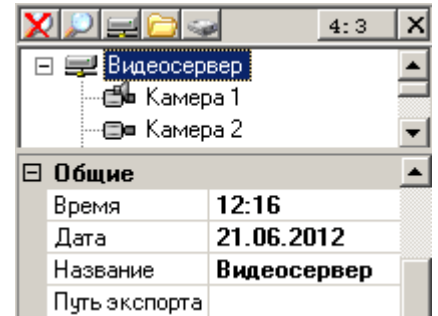 4:3
Видеосервер
Камера 1
Камера 2
Общие
Время 12:16
Дата 21.06.2012
Название Видеосервер
Путь экспорта